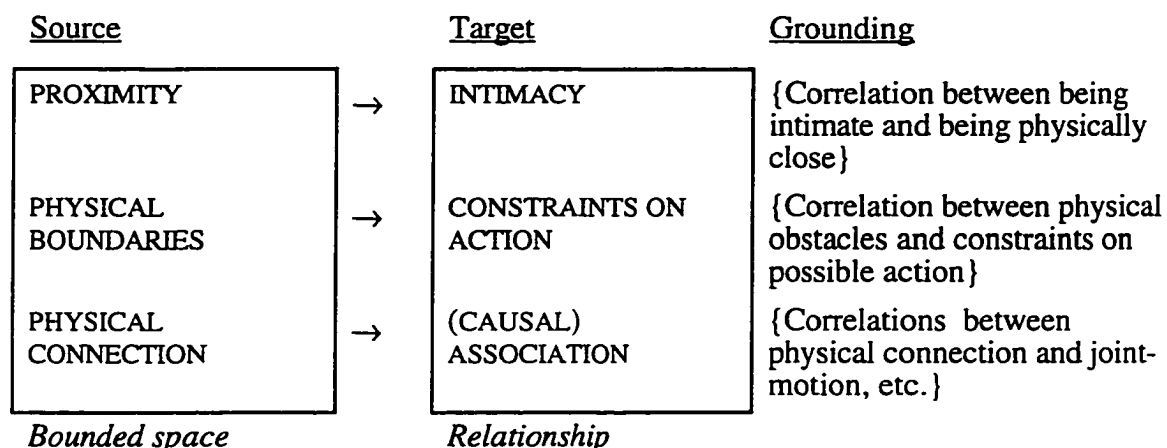 Source Target Grounding
PROXIMITY → INTIMACY {Correlation between being
intimate and being physically
close}
PHYSICAL → CONSTRAINTS ON {Correlation between physical
BOUNDARIES ACTION obstacles and constraints on
possible action}
PHYSICAL → (CAUSAL) {Correlations between
CONNECTION ASSOCIATION physical connection and joint-
motion, etc.}
Bounded space Relationship